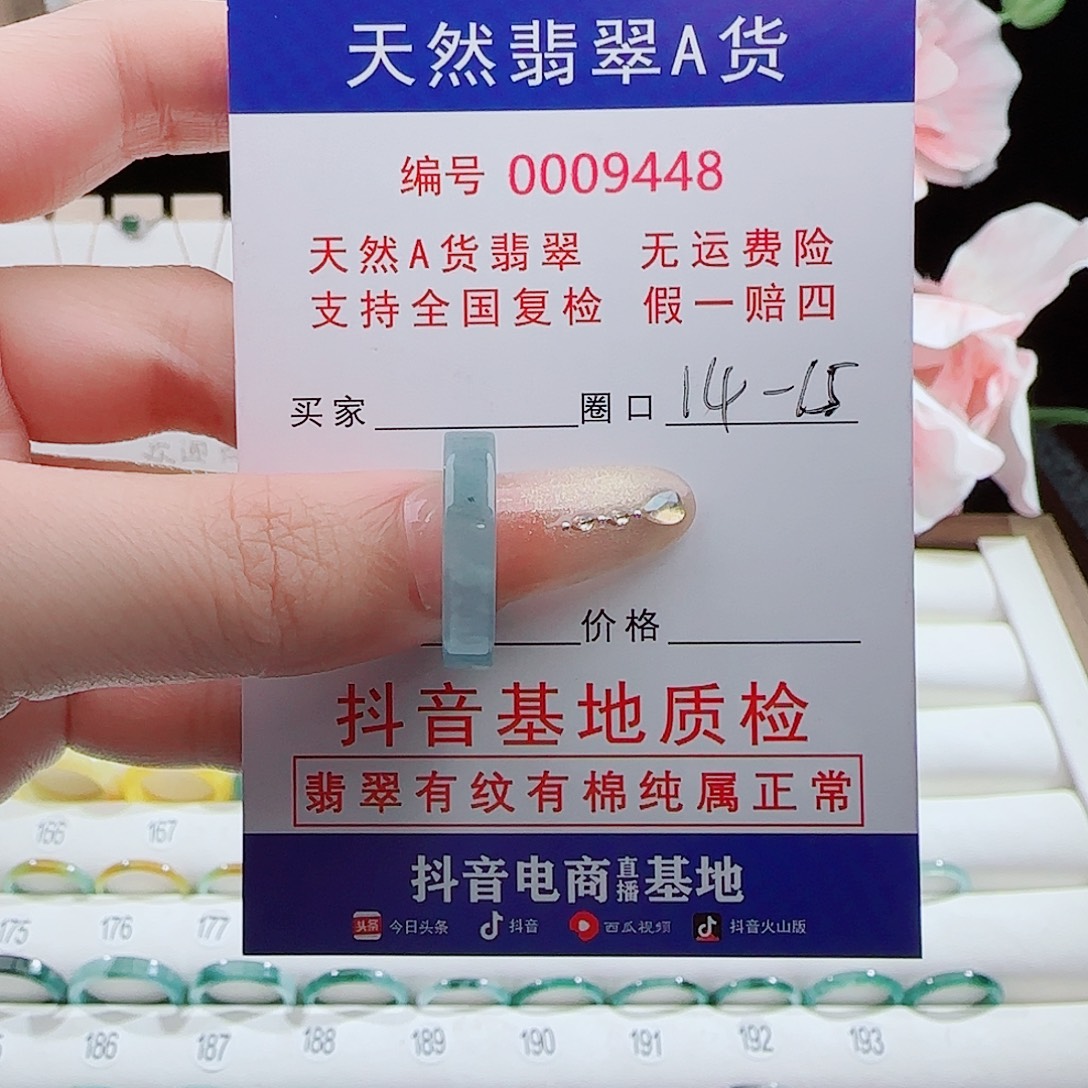 天然翡翠A货
编号 0009448
天然A货翡翠 无运费险
支持全国复检 假一赔四
买家 圈口 14-15
价格
抖音基地质检
翡翠有纹有棉纯属正常
抖音电商直播基地
头条 今日头条 抖音 西瓜视频 抖音火山版
166 167
175 176 177
186 187 188 189 190 191 192 193